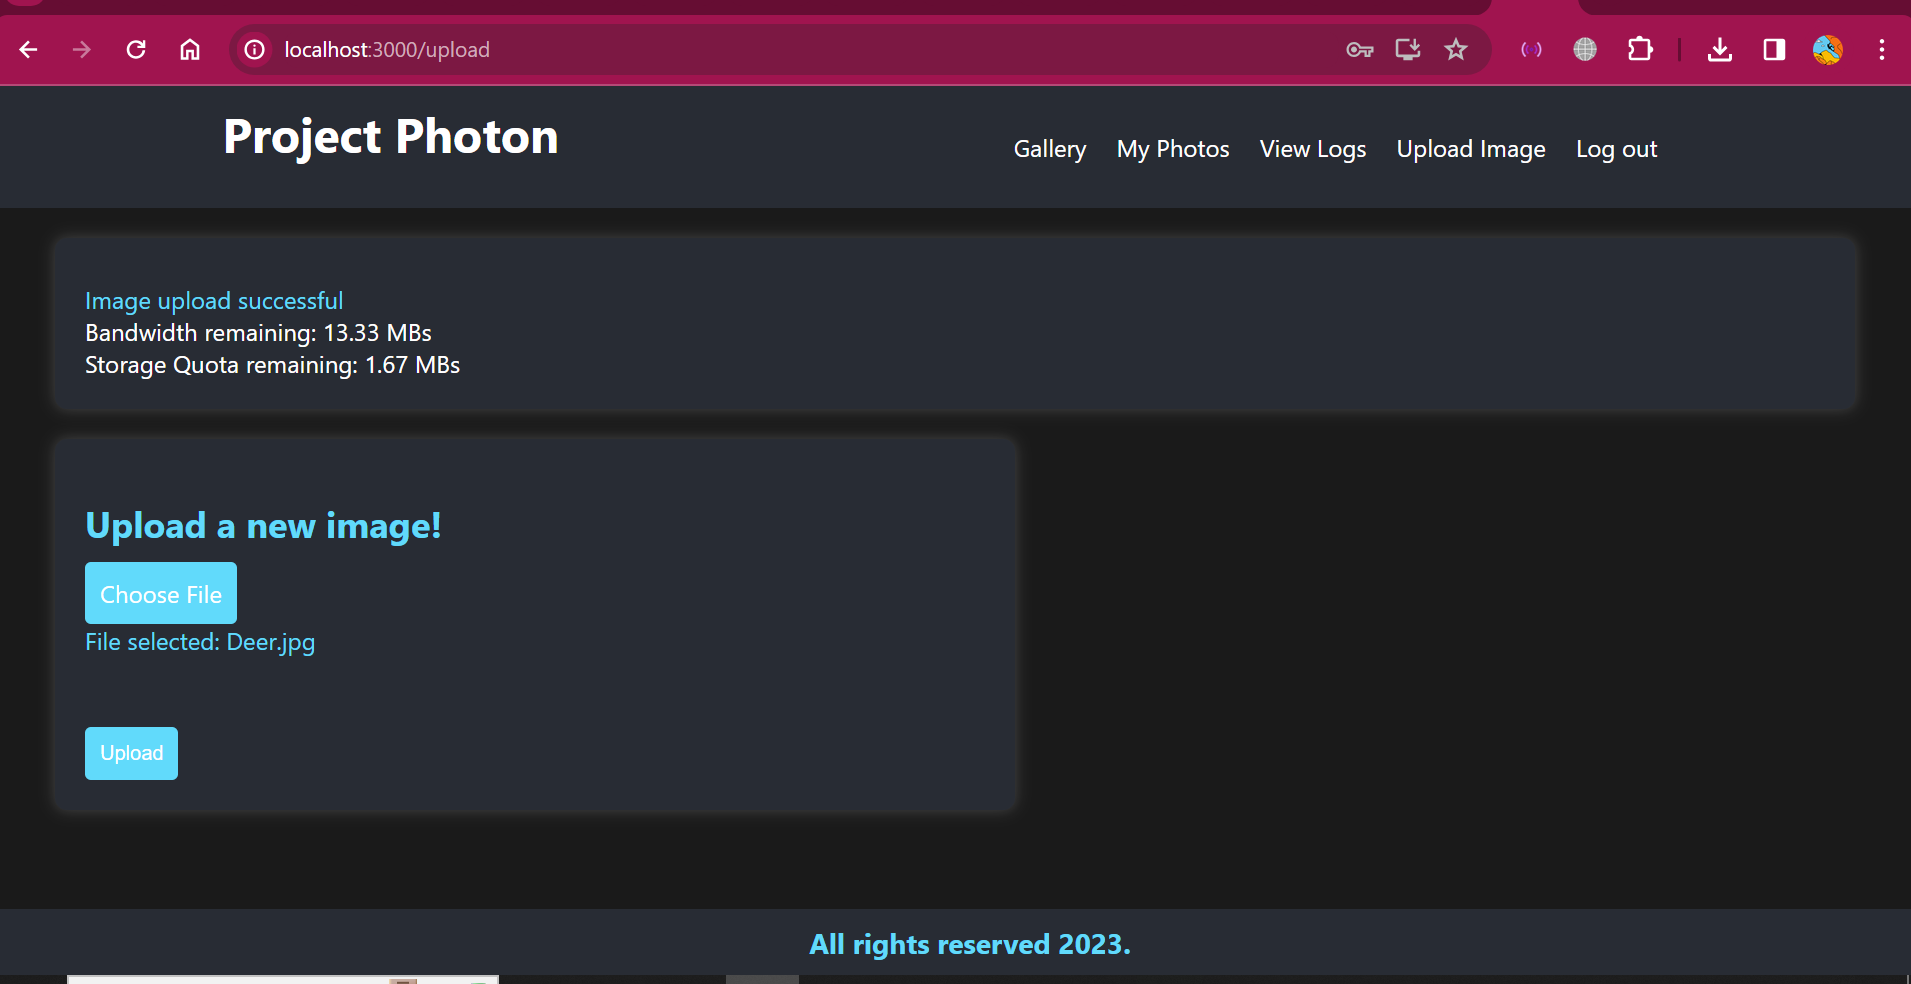 localhost:3000/upload
Project Photon
Gallery My Photos View Logs Upload Image Log out
Image upload successful
Bandwidth remaining: 13.33 MBs
Storage Quota remaining: 1.67 MBs
Upload a new image!
Choose File
File selected: Deer.jpg
Upload
All rights reserved 2023.